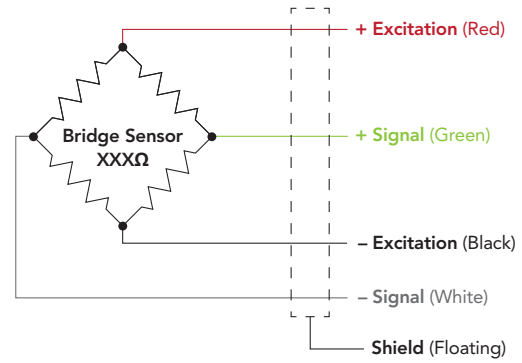 + Excitation (Red)
Bridge Sensor
XXXΩ
+ Signal (Green)
– Excitation (Black)
– Signal (White)
Shield (Floating)